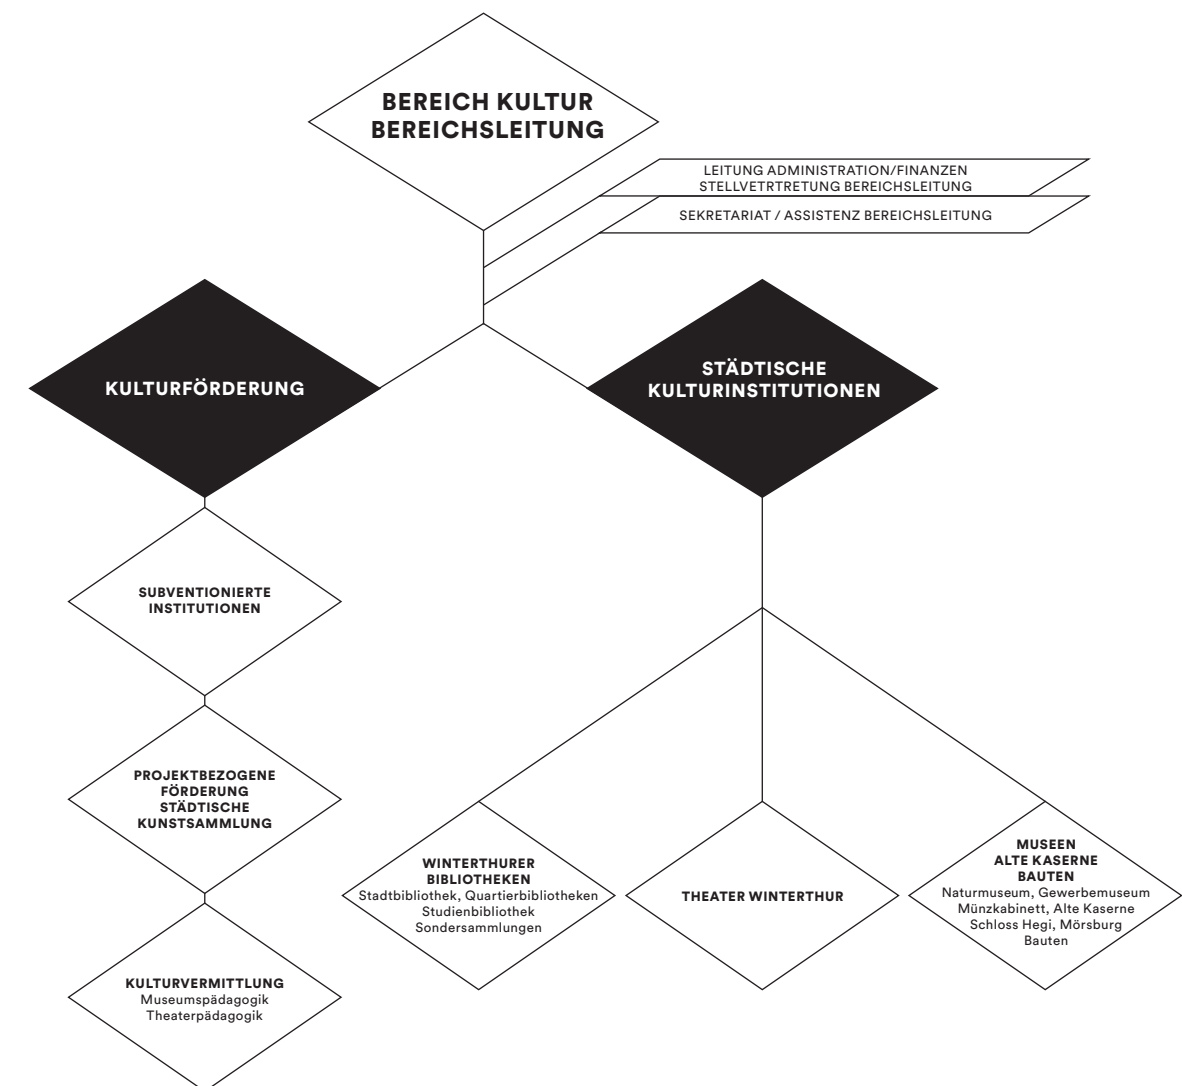 BEREICH KULTUR
BEREICHSLEITUNG
LEITUNG ADMINISTRATION/FINANZEN
STELLVETRTRETUNG BEREICHSLEITUNG
SEKRETARIAT / ASSISTENZ BEREICHSLEITUNG
KULTURFÖRDERUNG
STÄDTISCHE
KULTURINSTITUTIONEN
SUBVENTIONIERTE
INSTITUTIONEN
PROJEKTBEZOGENE
FÖRDERUNG
STÄDTISCHE
KUNSTSAMMLUNG
KULTURVERMITTLUNG
Museumspädagogik
Theaterpädagogik
WINTERTHURER
BIBLIOTHEKEN
Stadtbibliothek, Quartierbibliotheken
Studienbibliothek
Sondersammlungen
THEATER WINTERTHUR
MUSEEN
ALTE KASERNE
BAUTEN
Naturmuseum, Gewerbemuseum
Münzkabinett, Alte Kaserne
Schloss Hegi, Mörsburg
Bauten